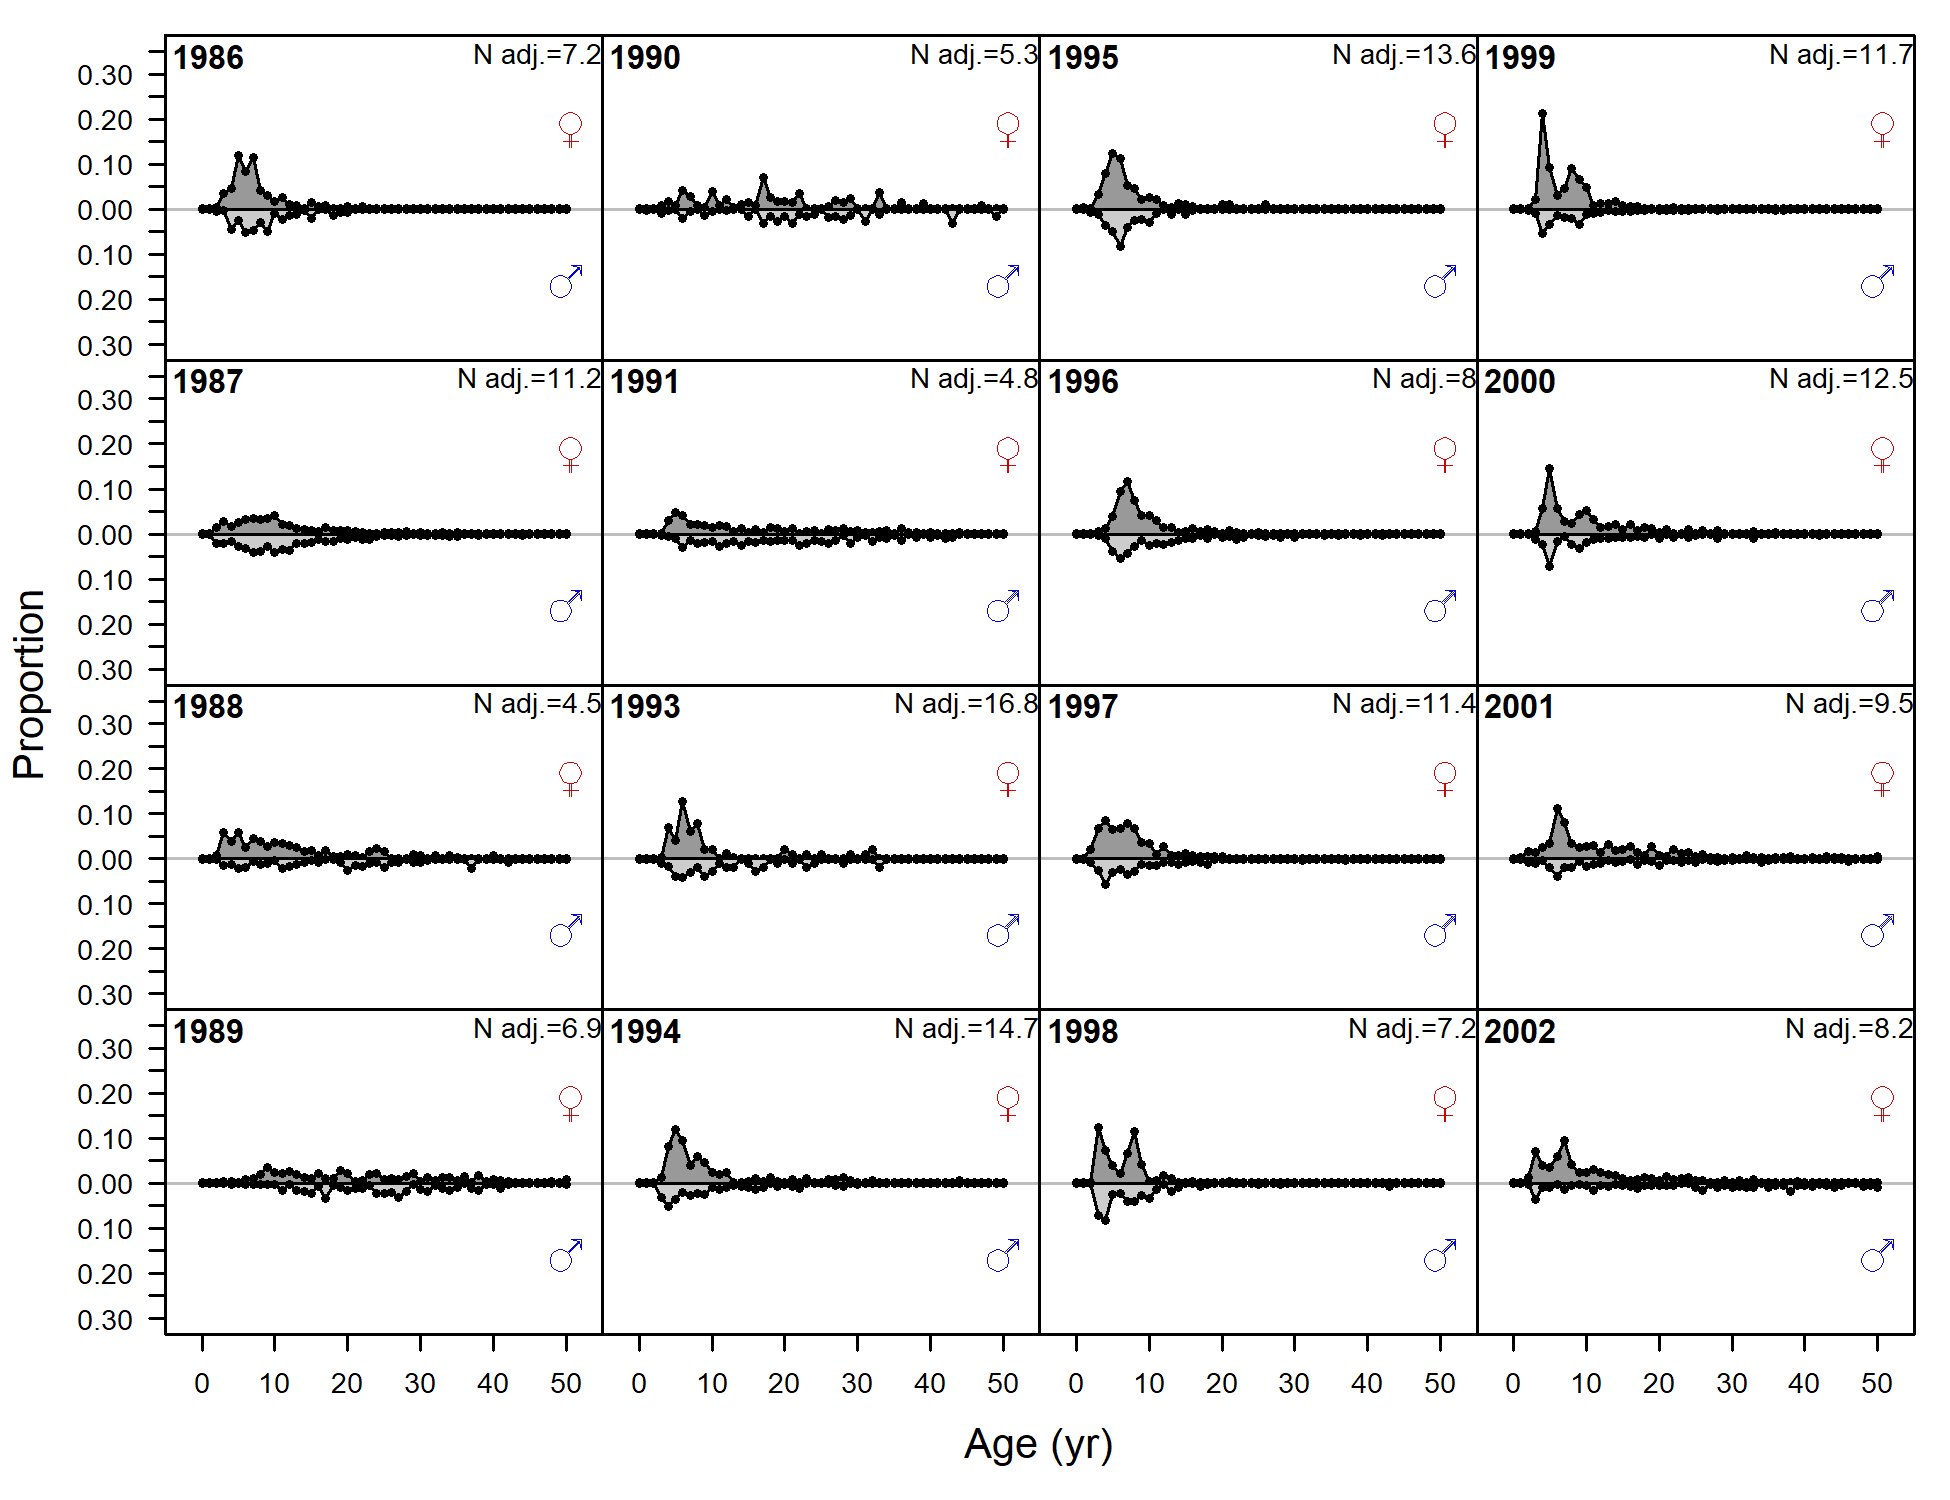 1986 N adj.=7.2 1990 N adj.=5.3 1995 N adj.=13.6 1999 N adj.=11.7
0.30
0.20
0.10
0.00
0.10
0.20
0.30
♀ ♀ ♀ ♀
♂ ♂ ♂ ♂
1987 N adj.=11.2 1991 N adj.=4.8 1996 N adj.=8 2000 N adj.=12.5
0.30
0.20
0.10
0.00
0.10
0.20
0.30
♀ ♀ ♀ ♀
♂ ♂ ♂ ♂
Proportion
1988 N adj.=4.5 1993 N adj.=16.8 1997 N adj.=11.4 2001 N adj.=9.5
0.30
0.20
0.10
0.00
0.10
0.20
0.30
♀ ♀ ♀ ♀
♂ ♂ ♂ ♂
1989 N adj.=6.9 1994 N adj.=14.7 1998 N adj.=7.2 2002 N adj.=8.2
0.30
0.20
0.10
0.00
0.10
0.20
0.30
♀ ♀ ♀ ♀
♂ ♂ ♂ ♂
0 10 20 30 40 50 0 10 20 30 40 50 0 10 20 30 40 50 0 10 20 30 40 50
Age (yr)